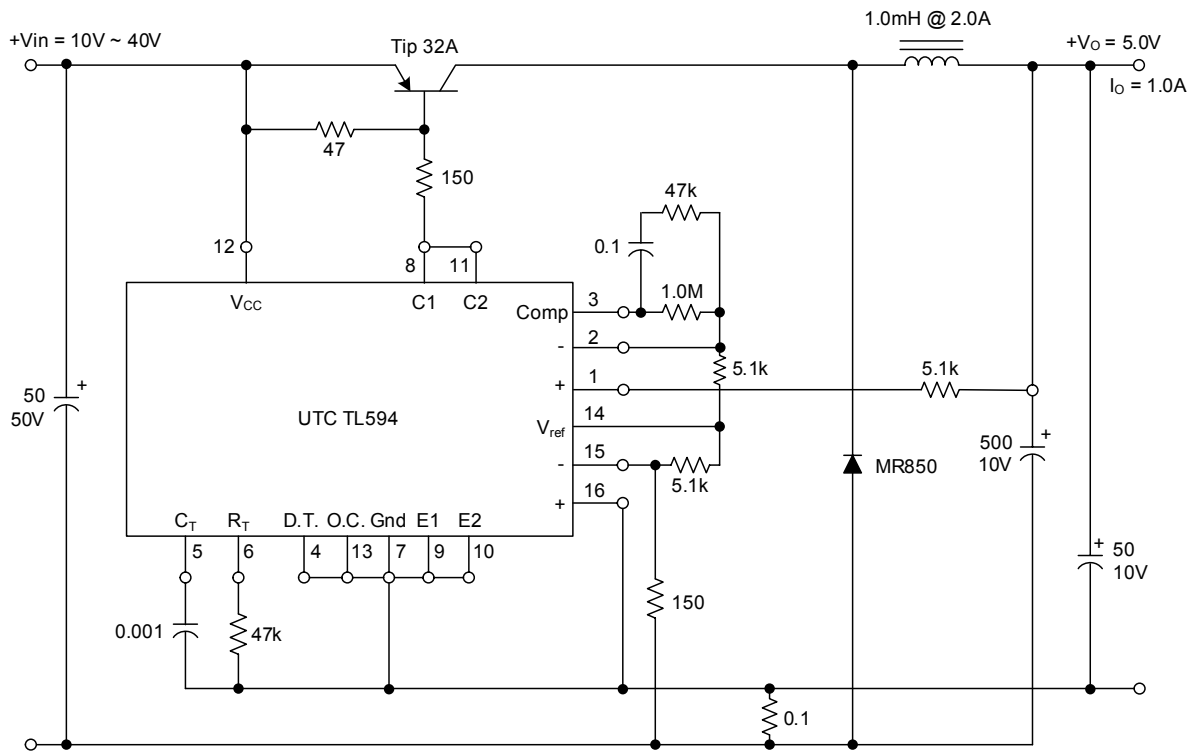 1.0mH @ 2.0A
+Vin = 10V ~ 40V
Tip 32A
+VO = 5.0V
IO = 1.0A
47
150
47k
0.1
12
8
11
VCC
C1
C2
Comp
3
1.0M
-
2
5.1k
+
1
5.1k
50
50V
+
UTC TL594
Vref
14
-
15
5.1k
+
16
500
10V
+
MR850
CT
RT
D.T.
O.C.
Gnd
E1
E2
5
6
4
13
7
9
10
+
50
10V
0.001
47k
150
0.1